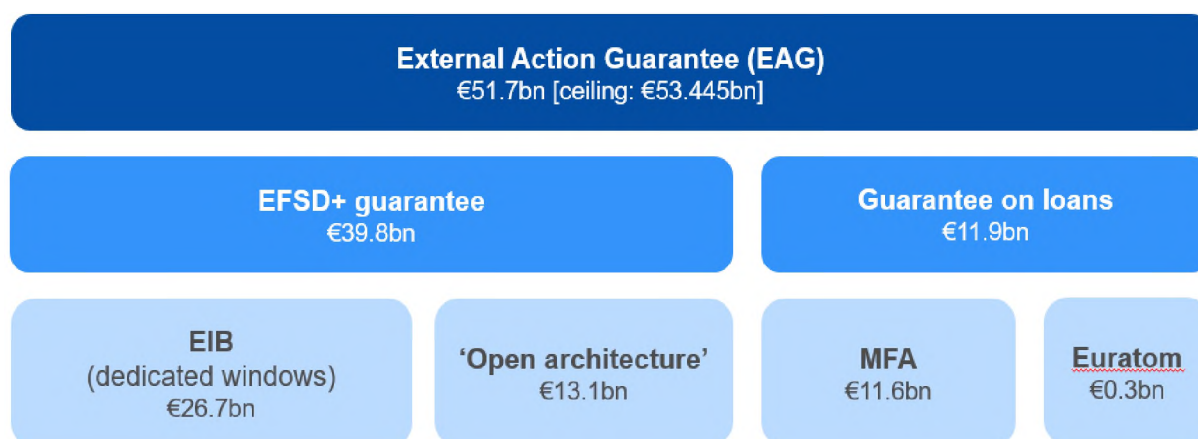 External Action Guarantee (EAG)
€51.7bn [ceiling: €53.445bn]
EFSD+ guarantee
€39.8bn
Guarantee on loans
€11.9bn
EIB
(dedicated windows)
€26.7bn
‘Open architecture’
€13.1bn
MFA
€11.6bn
Euratom
€0.3bn